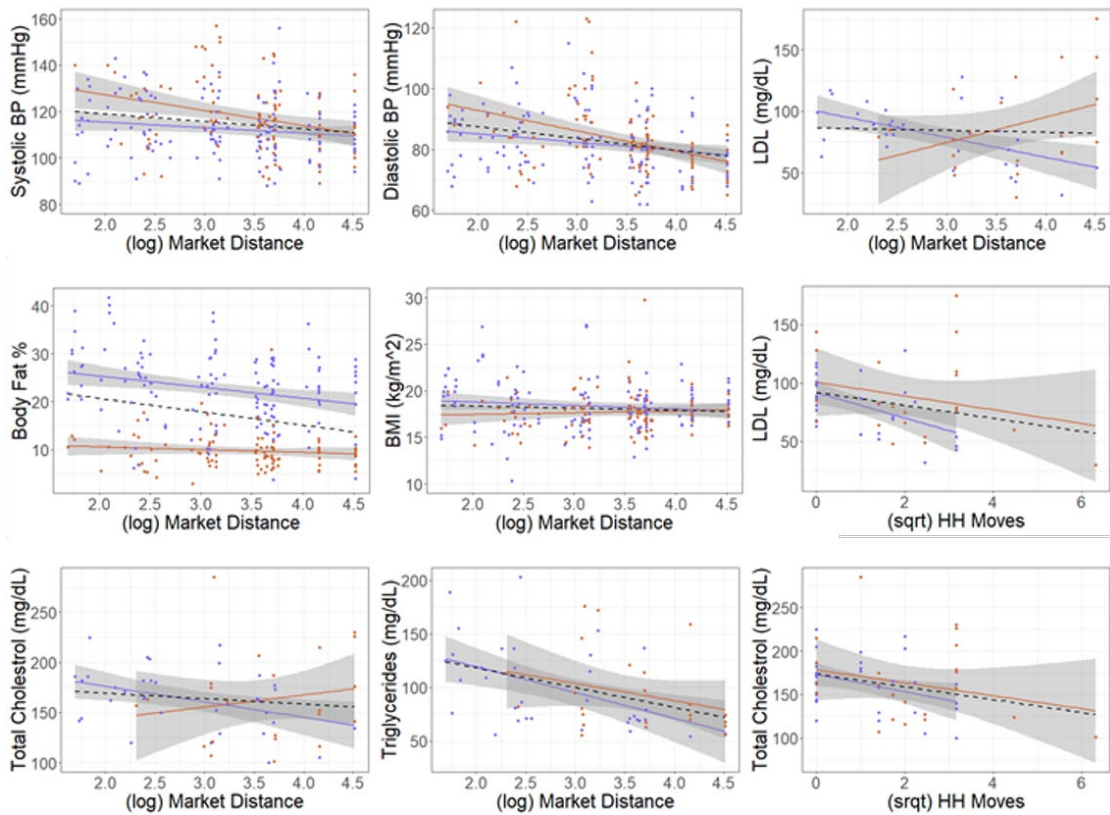 Systolic BP (mmHg)
160
140
120
100
80
2.0 2.5 3.0 3.5 4.0 4.5
(log) Market Distance
Diastolic BP (mmHg)
120
100
80
60
2.0 2.5 3.0 3.5 4.0 4.5
(log) Market Distance
LDL (mg/dL)
150
100
50
2.0 2.5 3.0 3.5 4.0 4.5
(log) Market Distance
Body Fat %
40
30
20
10
2.0 2.5 3.0 3.5 4.0 4.5
(log) Market Distance
BMI (kg/m^2)
30
25
20
15
10
2.0 2.5 3.0 3.5 4.0 4.5
(log) Market Distance
LDL (mg/dL)
150
100
50
0 2 4 6
(sqrt) HH Moves
Total Cholestrol (mg/dL)
250
200
150
100
2.0 2.5 3.0 3.5 4.0 4.5
(log) Market Distance
Triglycerides (mg/dL)
200
150
100
50
2.0 2.5 3.0 3.5 4.0 4.5
(log) Market Distance
Total Cholestrol (mg/dL)
250
200
150
100
0 2 4 6
(srqt) HH Moves